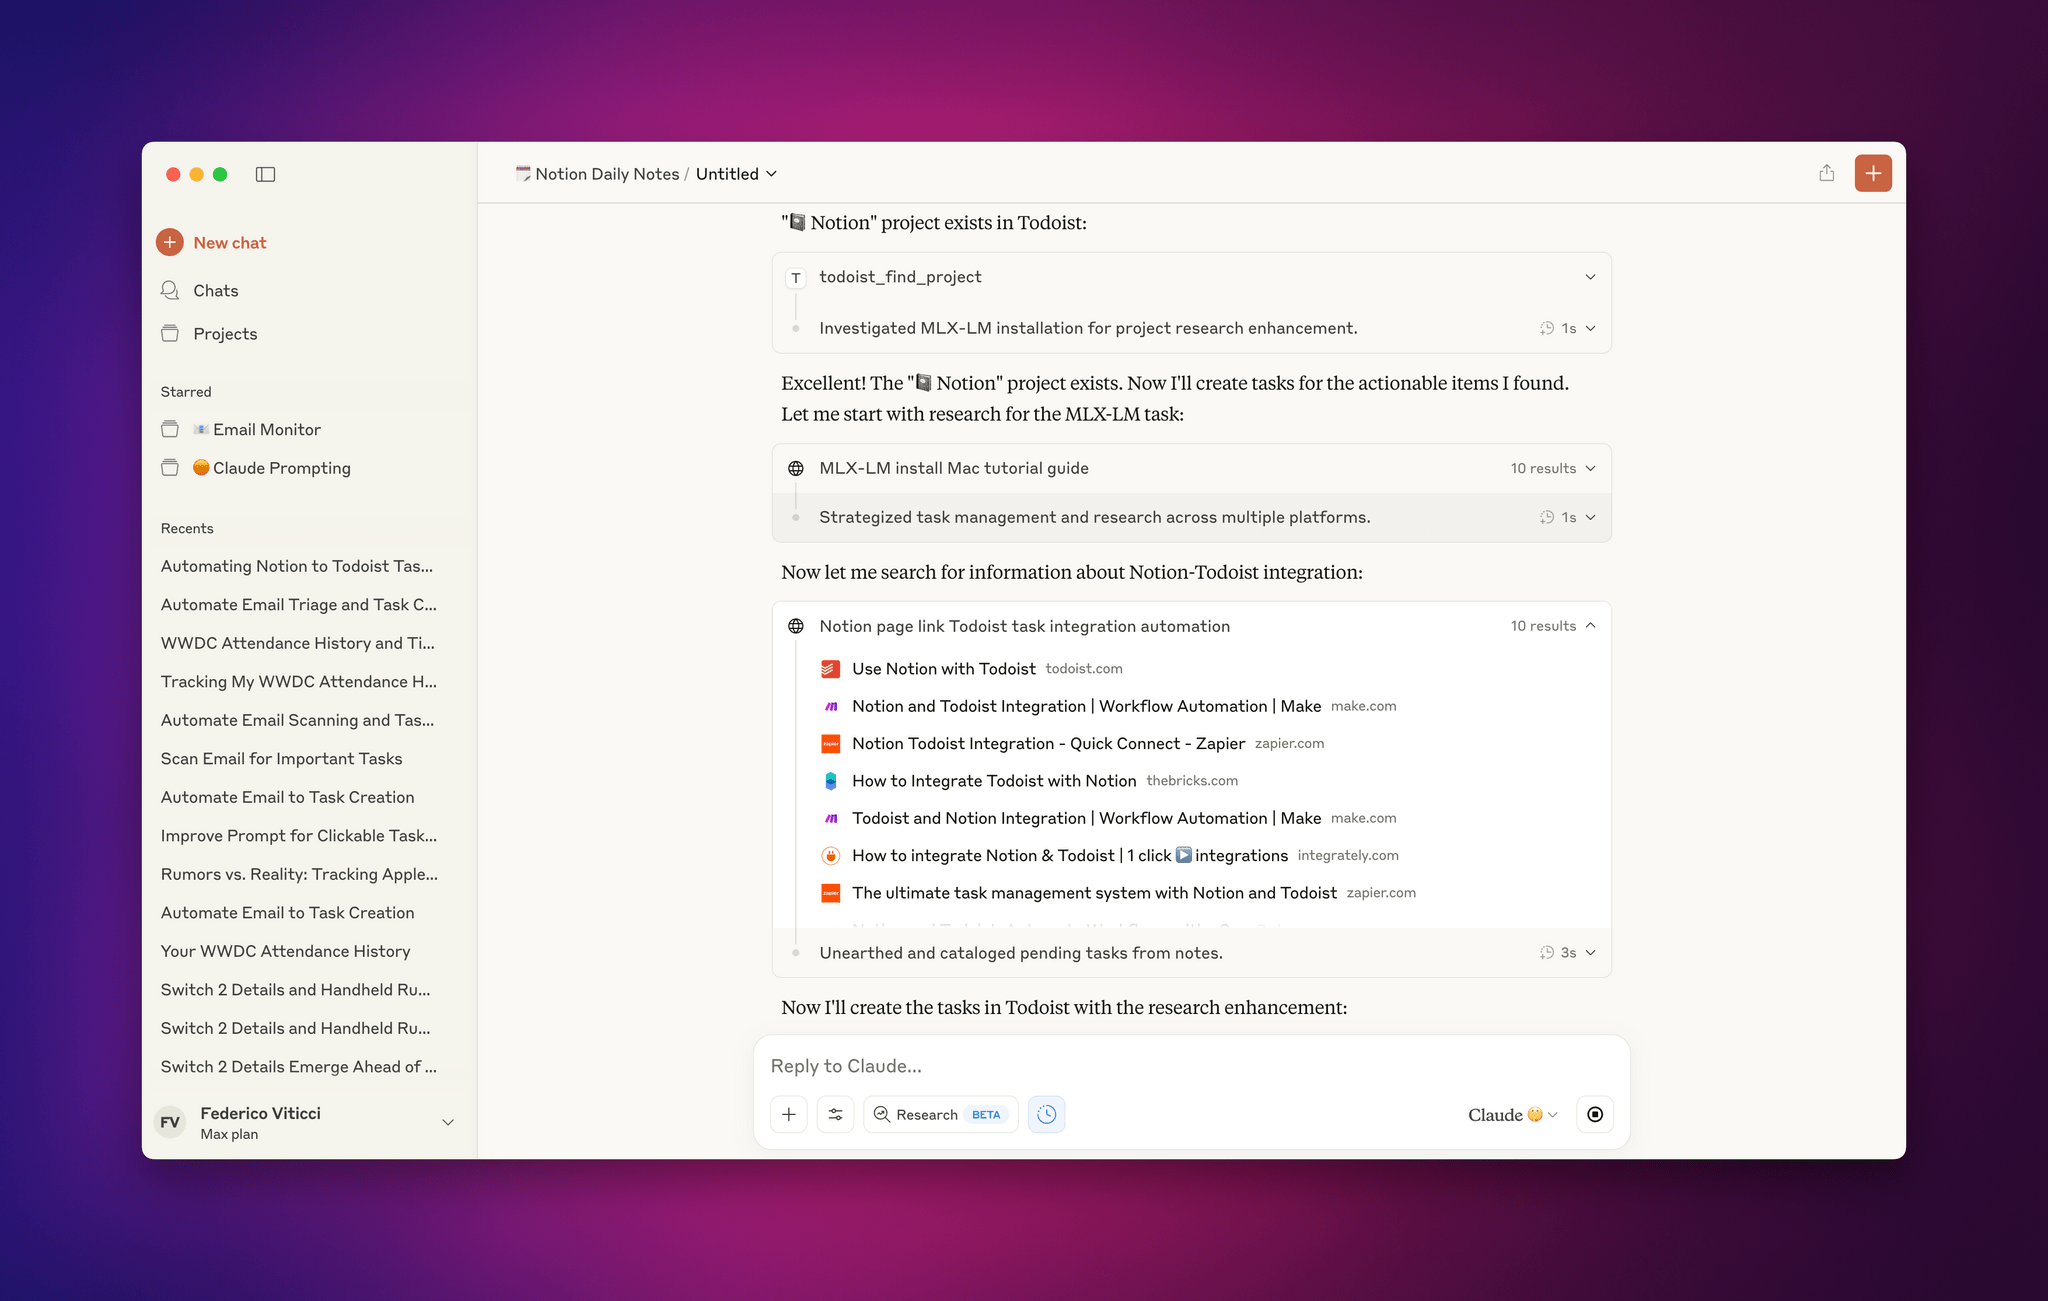 New chat
Chats
Projects
Starred
Email Monitor
Claude Prompting
Recents
Automating Notion to Todoist Tas...
Automate Email Triage and Task C...
WWDC Attendance History and Ti...
Tracking My WWDC Attendance H...
Automate Email Scanning and Tas...
Scan Email for Important Tasks
Automate Email to Task Creation
Improve Prompt for Clickable Task...
Rumors vs. Reality: Tracking Apple...
Automate Email to Task Creation
Your WWDC Attendance History
Switch 2 Details and Handheld Ru...
Switch 2 Details and Handheld Ru...
Switch 2 Details Emerge Ahead of ...
FV
Federico Viticci
Max plan
Notion Daily Notes / Untitled
"📓 Notion" project exists in Todoist:
T todoist_find_project
Investigated MLX-LM installation for project research enhancement. 1s
Excellent! The "📓 Notion" project exists. Now I'll create tasks for the actionable items I found.
Let me start with research for the MLX-LM task:
MLX-LM install Mac tutorial guide 10 results
Strategized task management and research across multiple platforms. 1s
Now let me search for information about Notion-Todoist integration:
Notion page link Todoist task integration automation 10 results
Use Notion with Todoist todoist.com
Notion and Todoist Integration | Workflow Automation | Make make.com
zapier Notion Todoist Integration - Quick Connect - Zapier zapier.com
How to Integrate Todoist with Notion thebricks.com
Todoist and Notion Integration | Workflow Automation | Make make.com
How to integrate Notion & Todoist | 1 click ▶️ integrations integrately.com
zapier The ultimate task management system with Notion and Todoist zapier.com
Unearthed and cataloged pending tasks from notes. 3s
Now I'll create the tasks in Todoist with the research enhancement:
Reply to Claude...
Research BETA
Claude